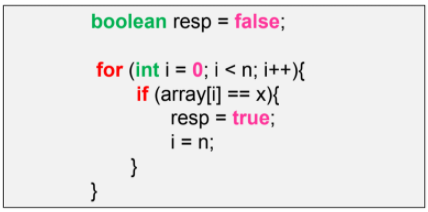 boolean resp = false;
for (int i = 0; i < n; i++){
if (array[i] == x){
resp = true;
i = n;
}
}